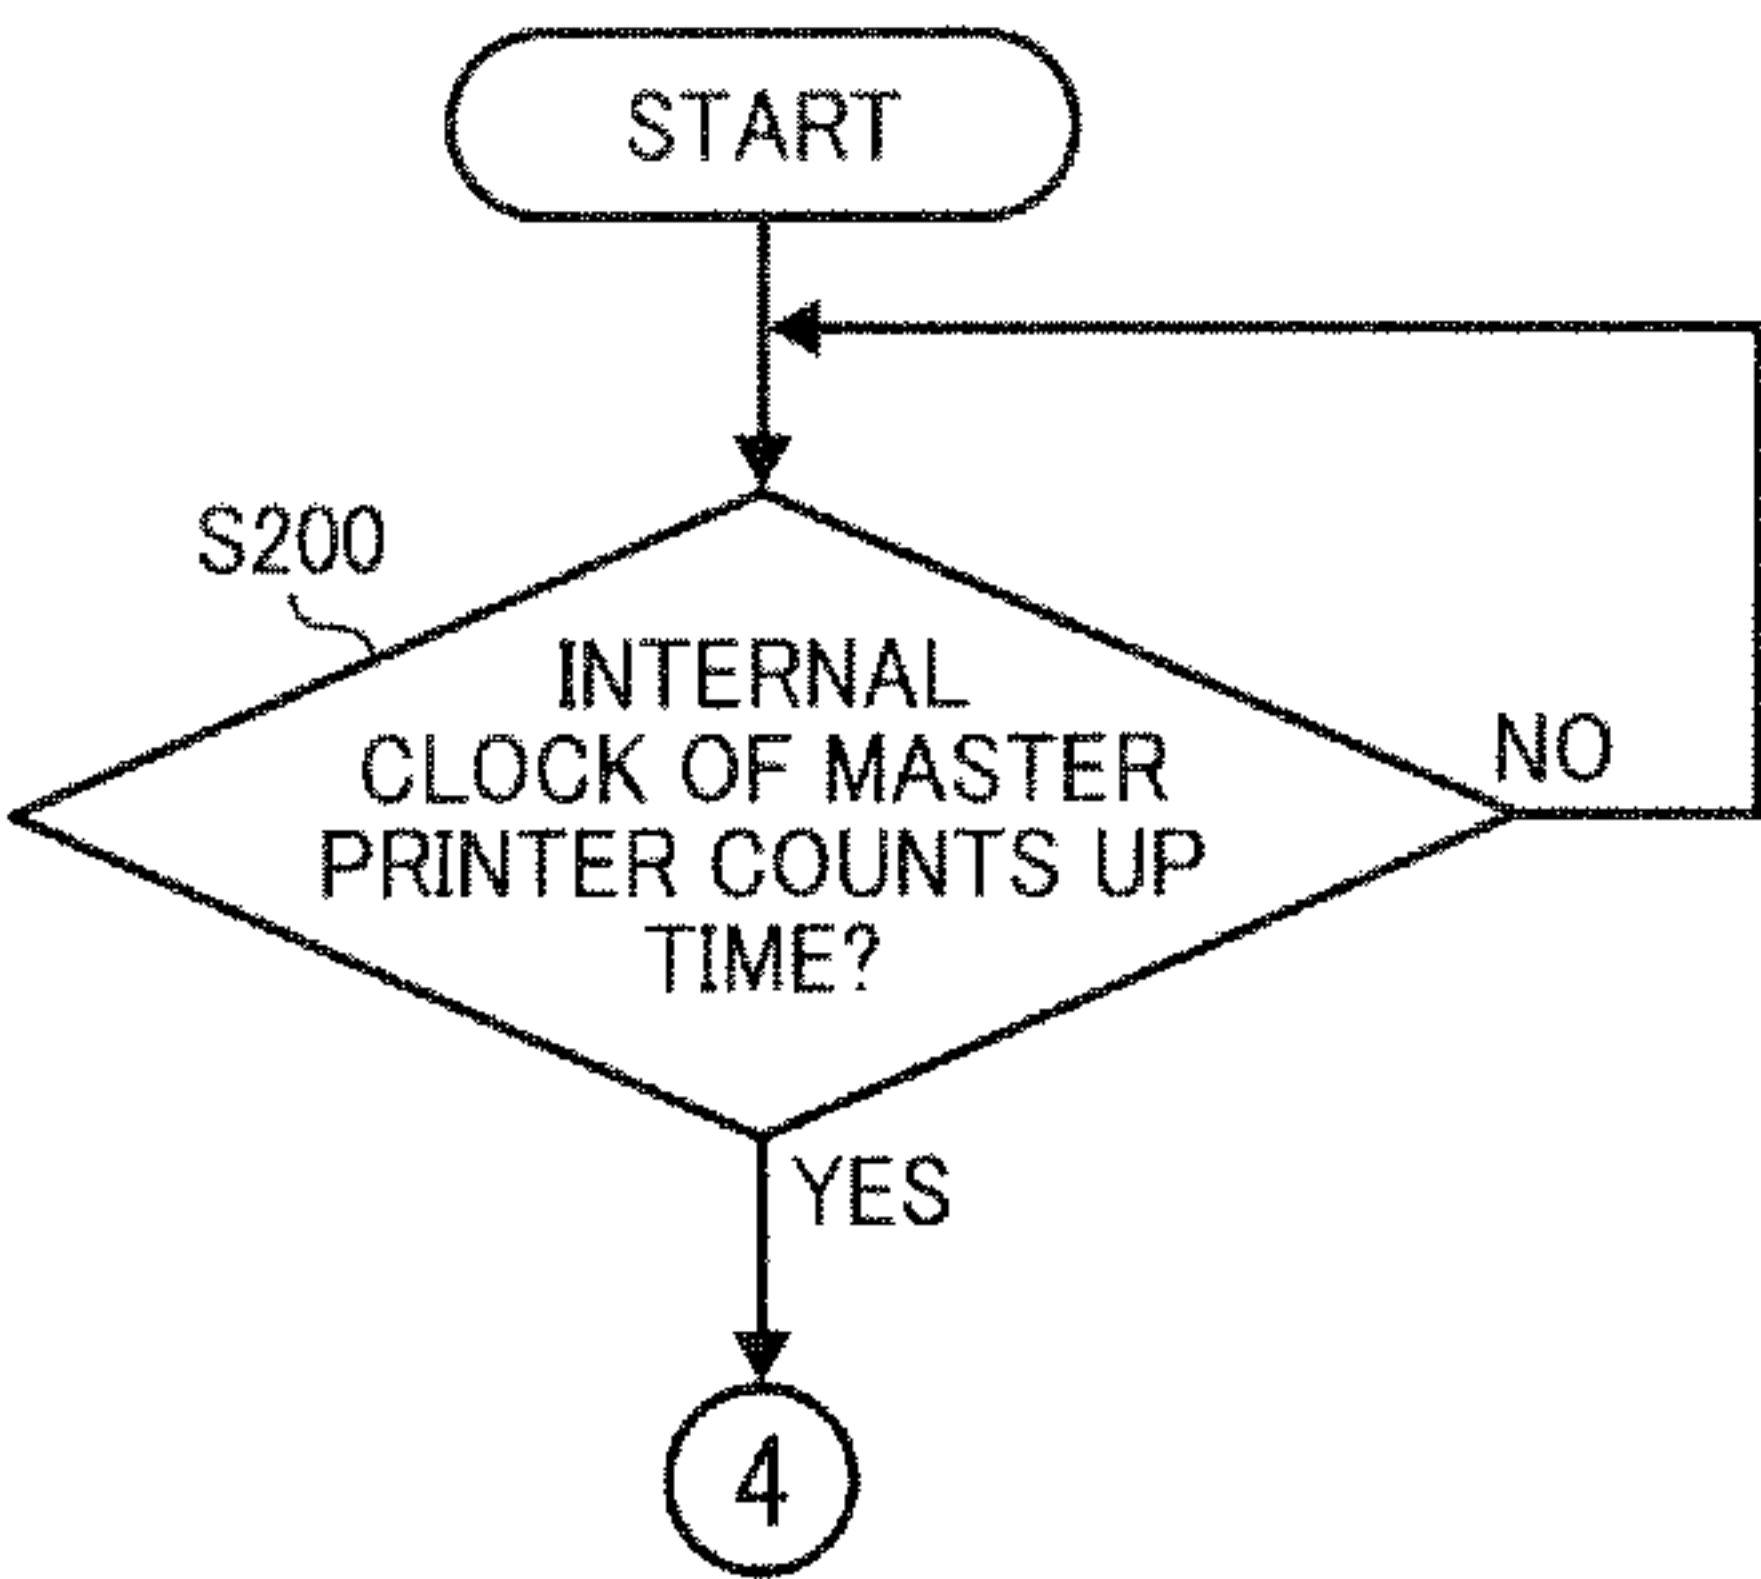 START
S200
INTERNAL
CLOCK OF MASTER
PRINTER COUNTS UP
TIME?
NO
YES
4